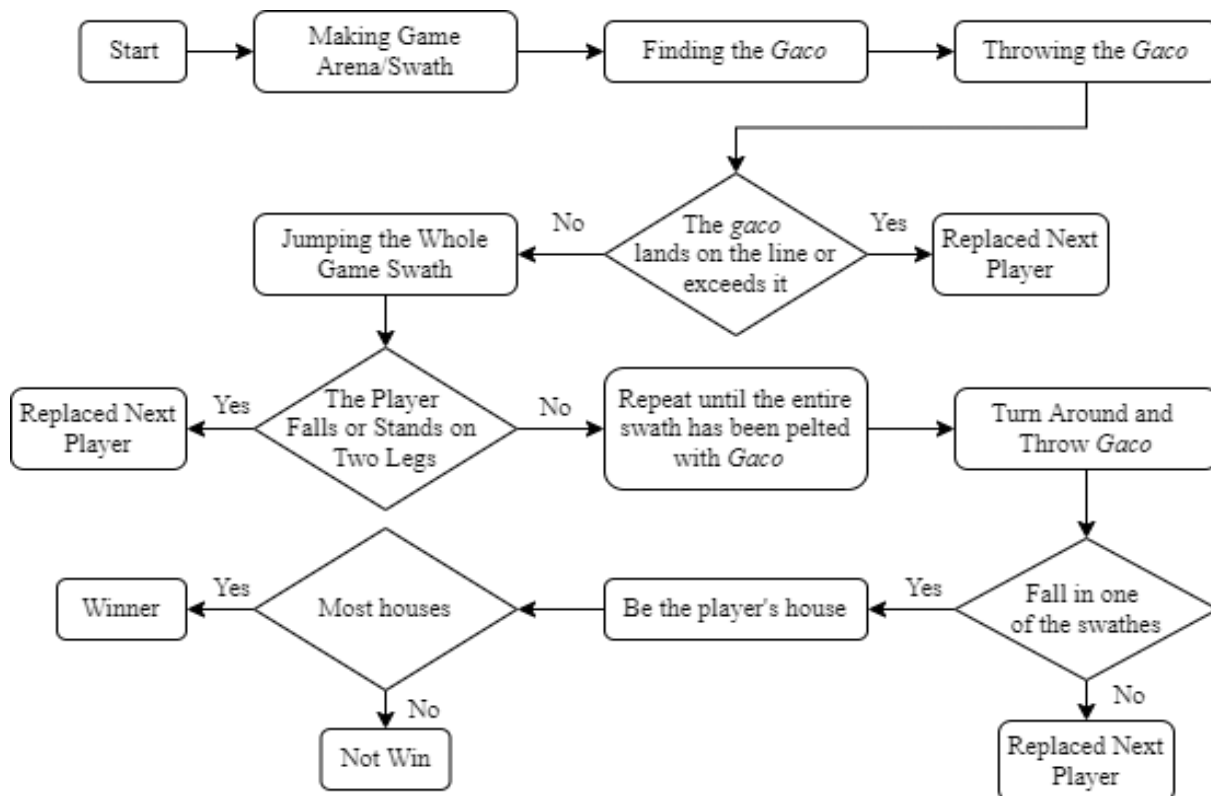 Start
Making Game
Arena/Swath
Finding the Gaco
Throwing the Gaco
No
The gaco
lands on the line or
exceeds it
Yes
Jumping the Whole
Game Swath
Replaced Next
Player
Replaced Next
Player
Yes
The Player
Falls or Stands on
Two Legs
No
Repeat until the entire
swath has been pelted
with Gaco
Turn Around and
Throw Gaco
Winner
Yes
Most houses
Be the player's house
Yes
Fall in one
of the swathes
No
Not Win
No
Replaced Next
Player